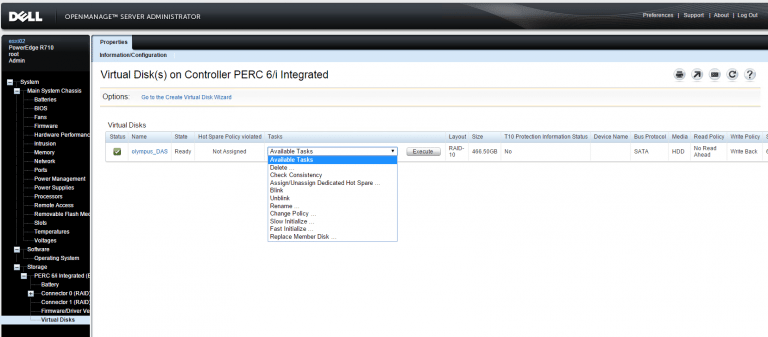 DELL
OPENMANAGE™ SERVER ADMINISTRATOR
Preferences | Support | About | Log Out
esxi02
PowerEdge R710
root
Admin
System
Main System Chassis
Batteries
BIOS
Fans
Firmware
Hardware Performance
Intrusion
Memory
Network
Ports
Power Management
Power Supplies
Processors
Remote Access
Removable Flash Med
Slots
Temperatures
Voltages
Software
Operating System
Storage
PERC 6/i Integrated (E
Battery
Connector 0 (RAID)
Connector 1 (RAID)
Firmware/Driver Ve
Virtual Disks
Properties
Information/Configuration
Virtual Disk(s) on Controller PERC 6/i Integrated
Options: Go to the Create Virtual Disk Wizard
Virtual Disks
Status Name State Hot Spare Policy violated Tasks Layout Size T10 Protection Information Status Device Name Bus Protocol Media Read Policy Write Policy
olympus_DAS Ready Not Assigned Available Tasks Execute RAID-10 466.50GB No SATA HDD No Read Ahead Write Back
Available Tasks
Delete ...
Check Consistency
Assign/Unassign Dedicated Hot Spare ...
Blink
Unblink
Rename ...
Change Policy ...
Slow Initialize ...
Fast Initialize ...
Replace Member Disk ...